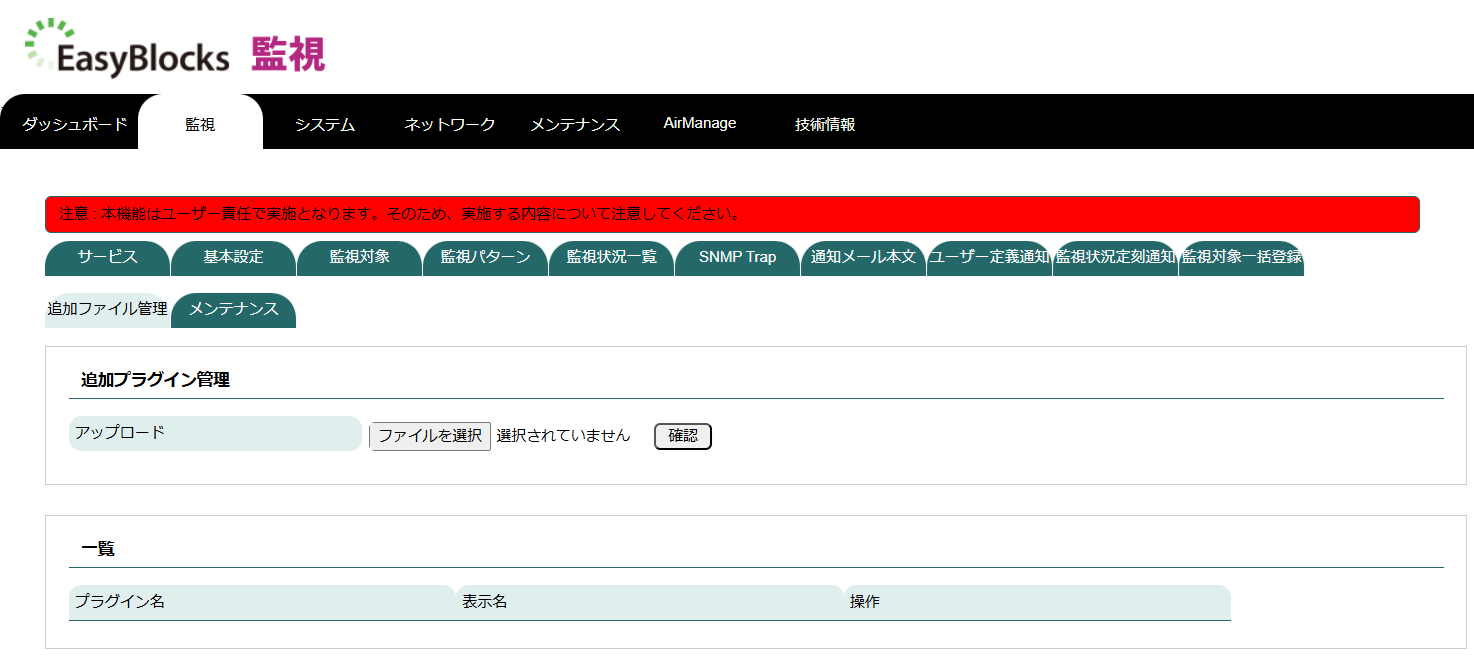 EasyBlocks 監視
ダッシュボード 監視 システム ネットワーク メンテナンス AirManage 技術情報
注意 : 本機能はユーザー責任で実施となります。そのため、実施する内容について注意してください。
サービス 基本設定 監視対象 監視パターン 監視状況一覧 SNMP Trap 通知メール本文 ユーザー定義通知 監視状況定刻通知 監視対象一括登録
追加ファイル管理 メンテナンス
追加プラグイン管理
アップロード ファイルを選択 選択されていません 確認
一覧
プラグイン名 表示名 操作